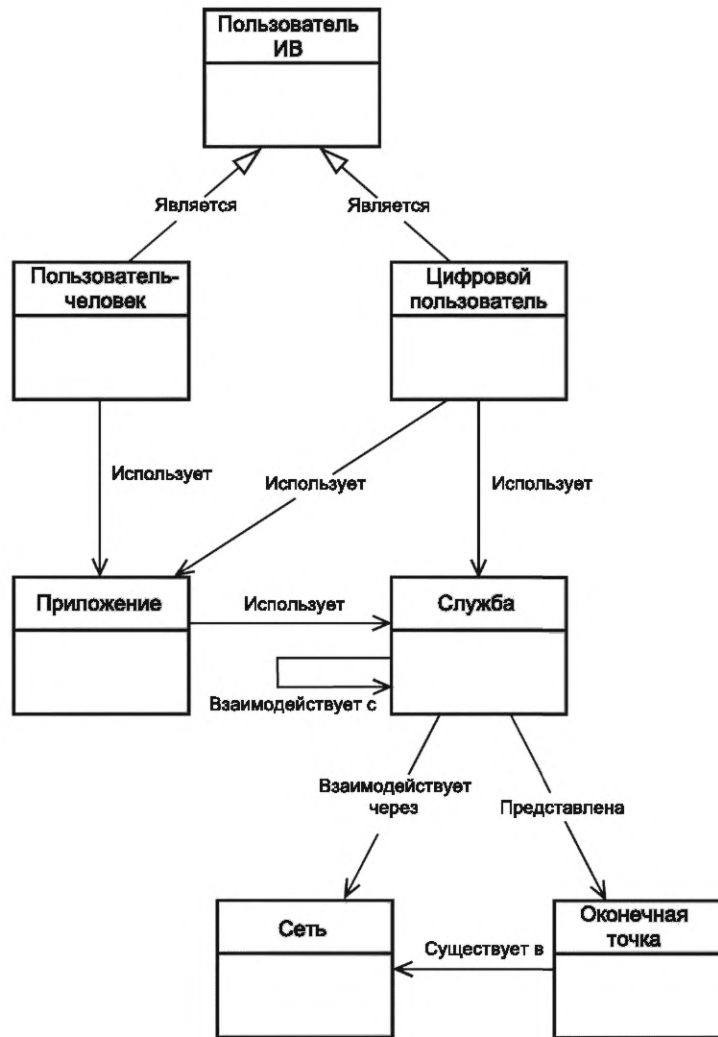 Пользователь
ИВ
Является
Является
Пользователь-
человек
Цифровой
пользователь
Использует
Использует
Использует
Приложение
Использует
Служба
Взаимодействует с
Взаимодействует
через
Представлена
Сеть
Существует в
Оконечная
точка